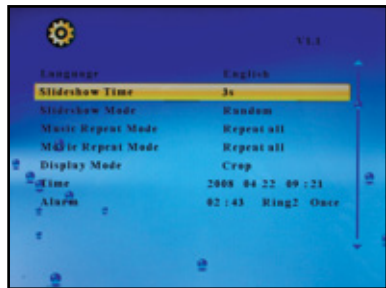 V1.1
Language English
Slideshow Time 3s
Slideshow Mode Random
Music Repeat Mode Repeat all
Movie Repeat Mode Repeat all
Display Mode Crop
Time 2008 04 22 09:21
Alarm 02:43 Ring2 Once